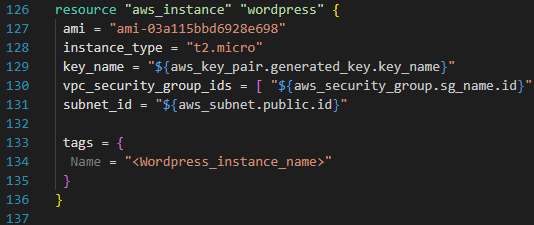 126 resource "aws_instance" "wordpress" {
127 ami = "ami-03a115bbd6928e698"
128 instance_type = "t2.micro"
129 key_name = "${aws_key_pair.generated_key.key_name}"
130 vpc_security_group_ids = [ "${aws_security_group.sg_name.id}"
131 subnet_id = "${aws_subnet.public.id}"
132
133 tags = {
134 Name = "<Wordpress_instance_name>"
135 }
136 }
137